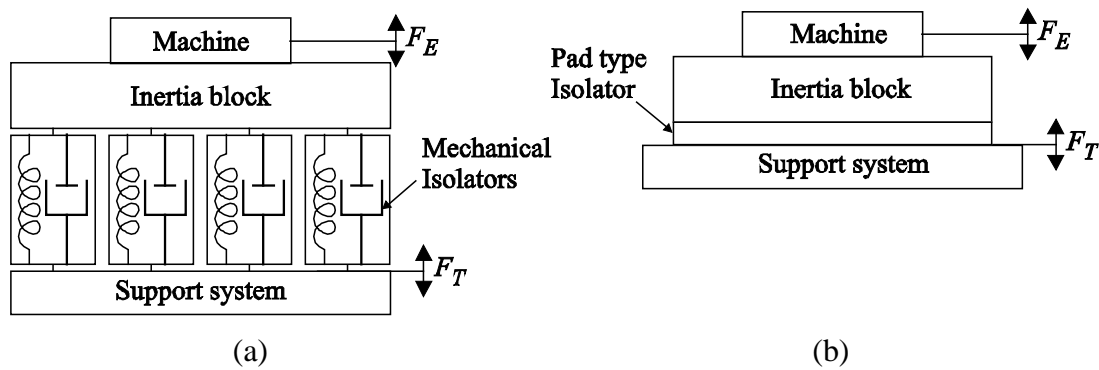 Machine
F_E
Inertia block
Mechanical
Isolators
F_T
Support system
(a)
Machine
F_E
Pad type
Isolator
Inertia block
F_T
Support system
(b)